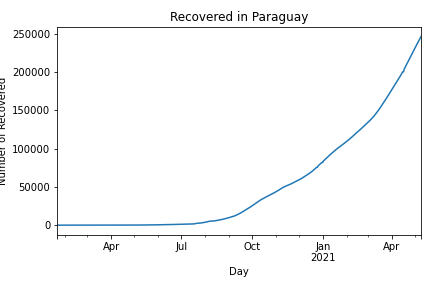 Recovered in Paraguay
250000
200000
150000
100000
50000
0
Number of Recovered
Apr
Jul
Oct
Jan
2021
Apr
Day